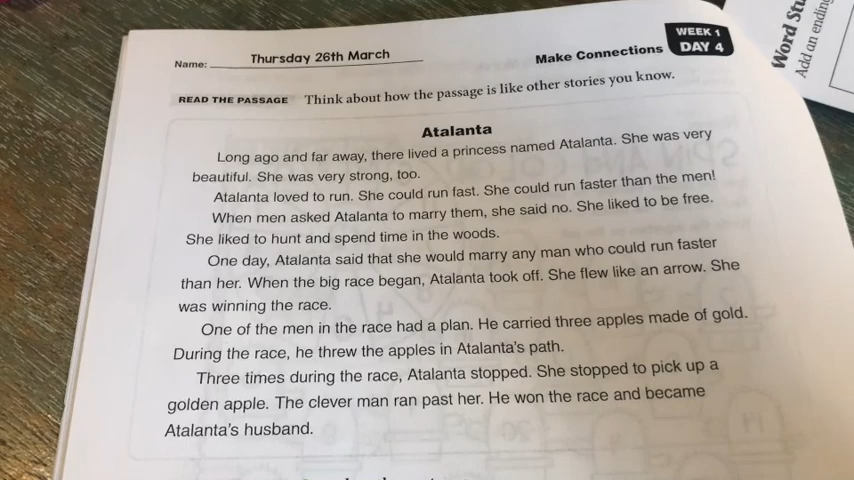 WEEK 1
DAY 4
Name: Thursday 26th March
Make Connections
READ THE PASSAGE Think about how the passage is like other stories you know.
Atalanta
Long ago and far away, there lived a princess named Atalanta. She was very
beautiful. She was very strong, too.
Atalanta loved to run. She could run fast. She could run faster than the men!
When men asked Atalanta to marry them, she said no. She liked to be free.
She liked to hunt and spend time in the woods.
One day, Atalanta said that she would marry any man who could run faster
than her. When the big race began, Atalanta took off. She flew like an arrow. She
was winning the race.
One of the men in the race had a plan. He carried three apples made of gold.
During the race, he threw the apples in Atalanta's path.
Three times during the race, Atalanta stopped. She stopped to pick up a
golden apple. The clever man ran past her. He won the race and became
Atalanta's husband.
Word Stu
Add an ending